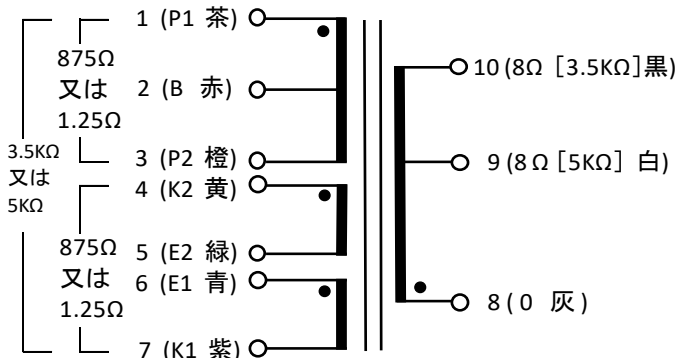 1 (P1 茶)
875Ω
又は
1.25Ω
2 (B 赤)
3 (P2 橙)
3.5KΩ
又は
5KΩ
4 (K2 黄)
875Ω
又は
1.25Ω
5 (E2 緑)
6 (E1 青)
7 (K1 紫)
10 (8Ω [3.5KΩ]黒)
9 (8Ω [5KΩ] 白)
8 (0 灰)